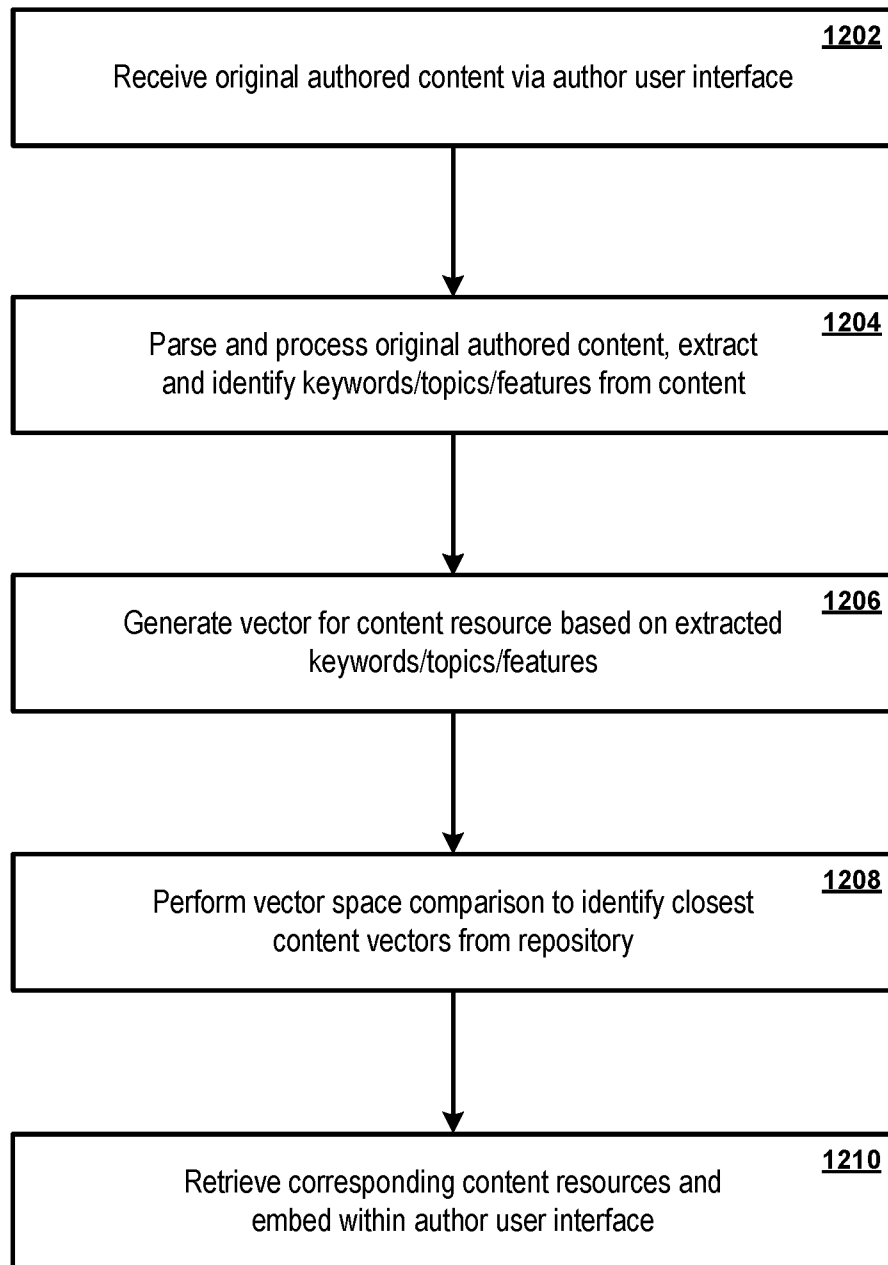 1202
Receive original authored content via author user interface
1204
Parse and process original authored content, extract
and identify keywords/topics/features from content
1206
Generate vector for content resource based on extracted
keywords/topics/features
1208
Perform vector space comparison to identify closest
content vectors from repository
1210
Retrieve corresponding content resources and
embed within author user interface